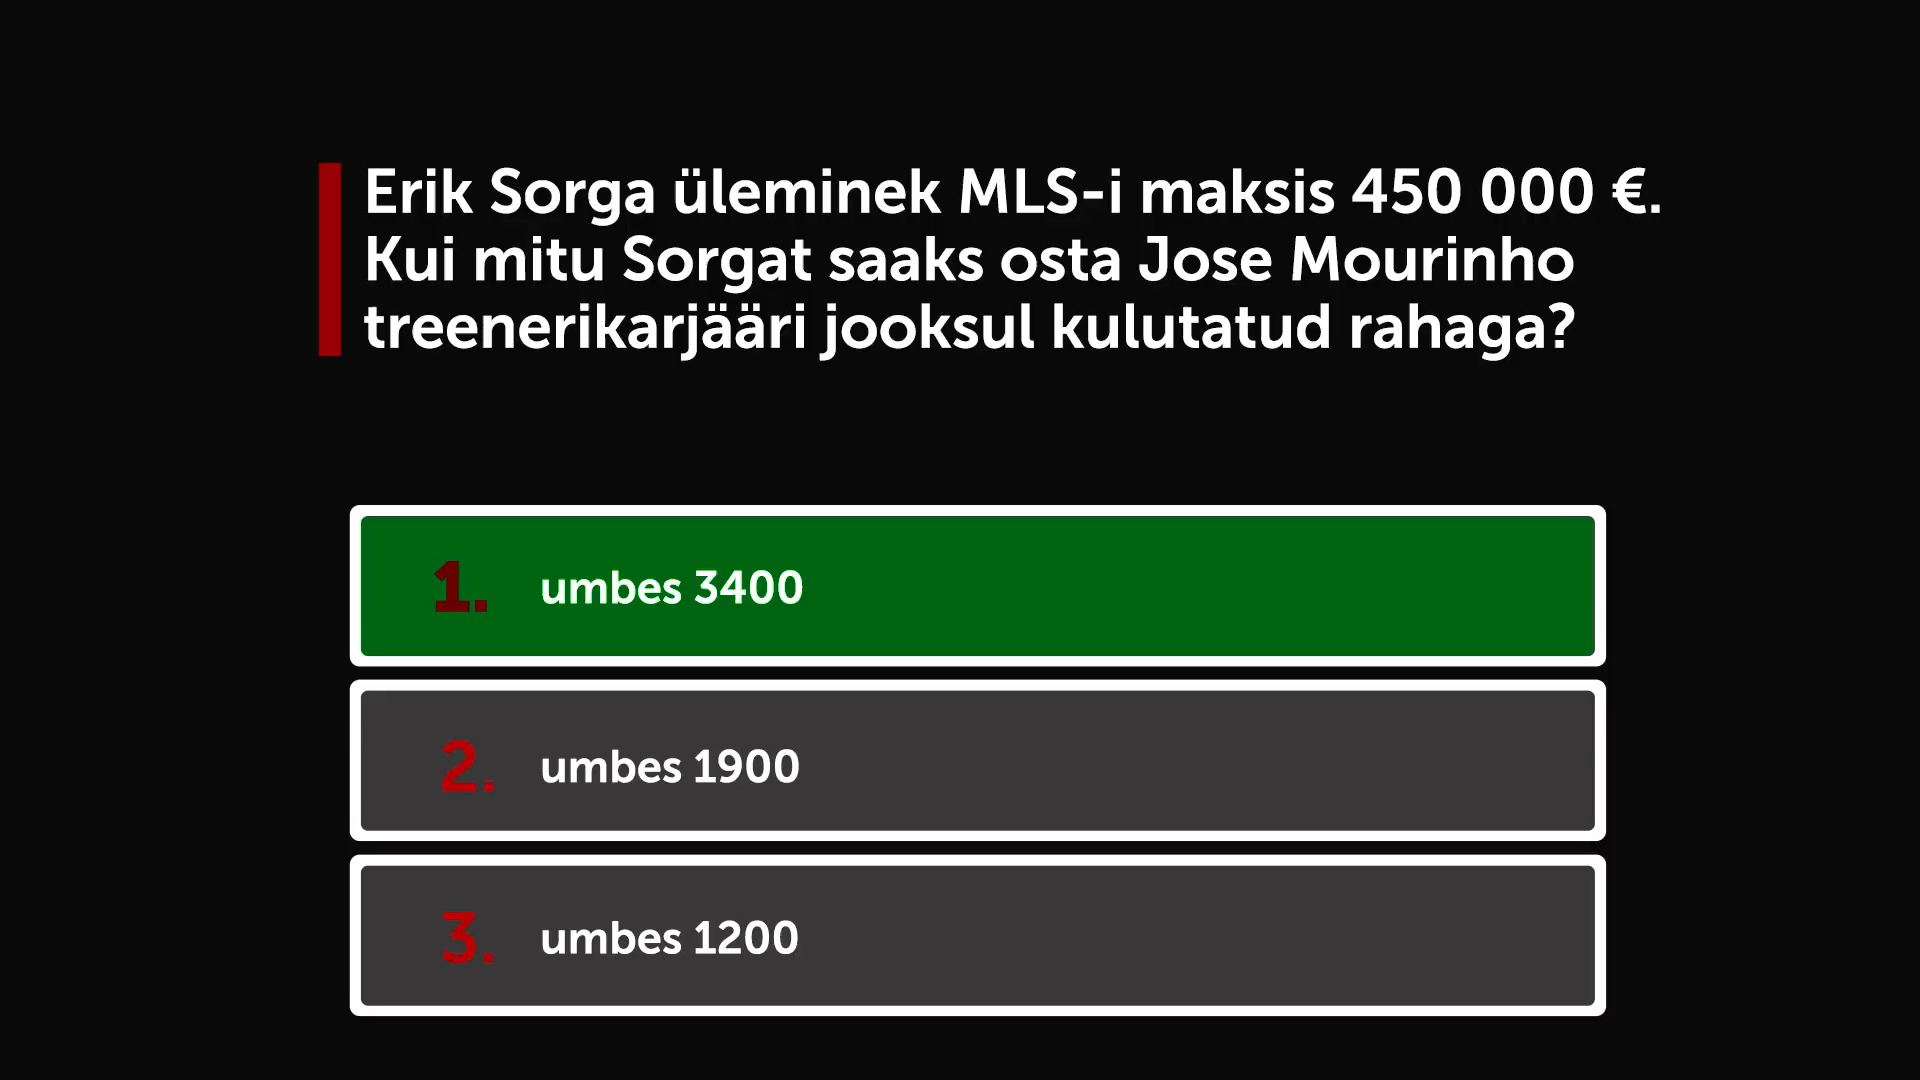 Erik Sorga üleminek MLS-i maksis 450 000 €.
Kui mitu Sorgat saaks osta Jose Mourinho
treenerikarjääri jooksul kulutatud rahaga?
1. umbes 3400
2. umbes 1900
3. umbes 1200